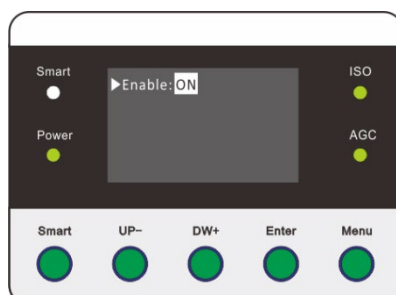 Smart
ISO
▶Enable:ON
Power
AGC
Smart UP− DW+ Enter Menu